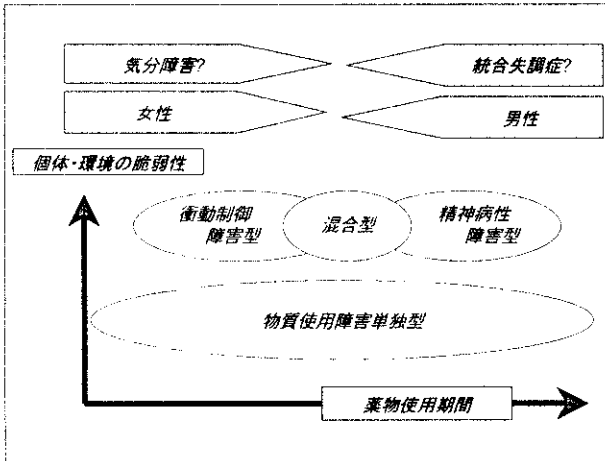 気分障害?
統合失調症?
女性
男性
個体・環境の脆弱性
衝動制御
障害型
混合型
精神病性
障害型
物質使用障害単独型
薬物使用期間